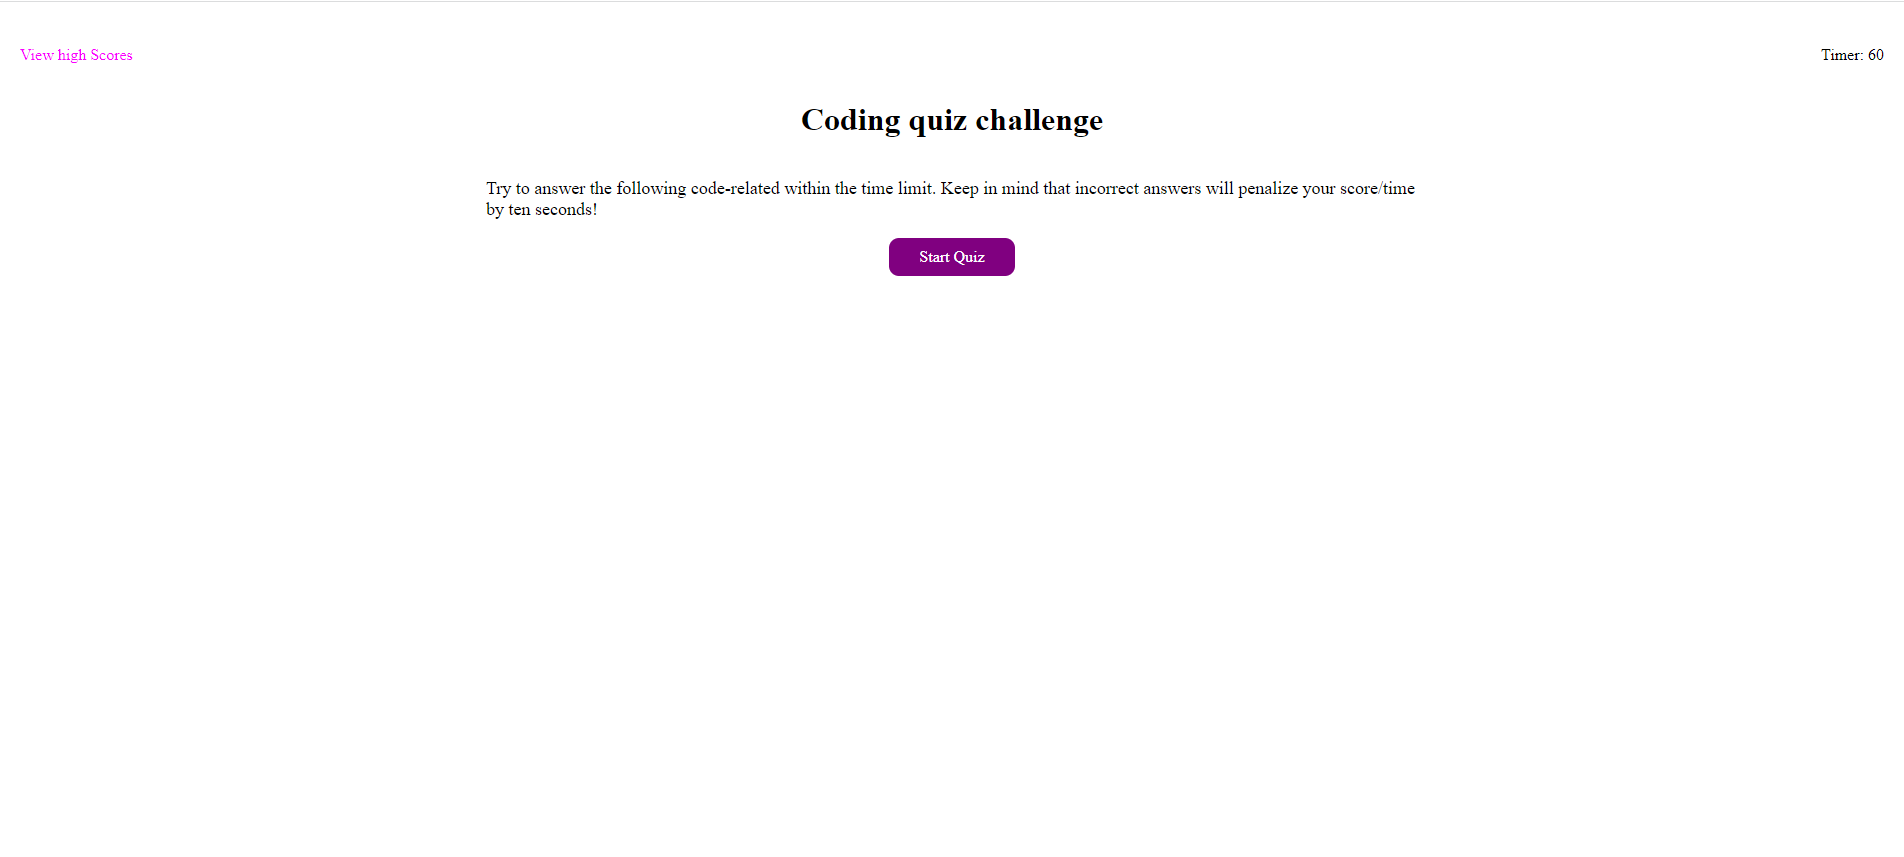 View high Scores
Timer: 60
Coding quiz challenge
Try to answer the following code-related within the time limit. Keep in mind that incorrect answers will penalize your score/time
by ten seconds!
Start Quiz